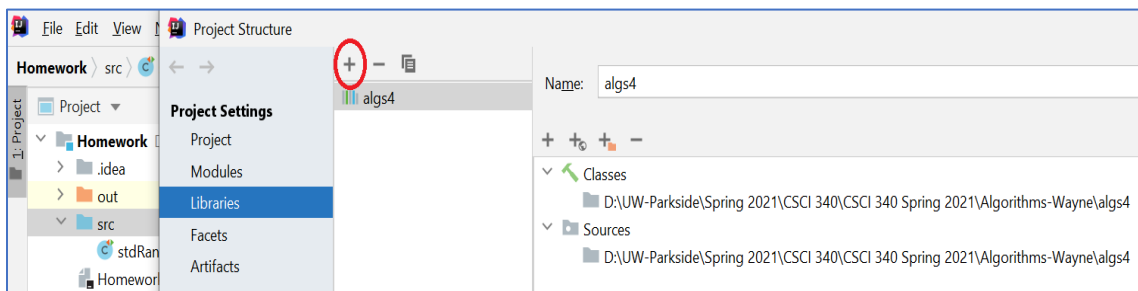 File Edit View
Project Structure
Homework src
Project
1: Project
Homework
.idea
out
src
stdRan
Homewor
Project Settings
Project
Modules
Libraries
Facets
Artifacts
algs4
Name: algs4
Classes
D:\UW-Parkside\Spring 2021\CSCI 340\CSCI 340 Spring 2021\Algorithms-Wayne\algs4
Sources
D:\UW-Parkside\Spring 2021\CSCI 340\CSCI 340 Spring 2021\Algorithms-Wayne\algs4